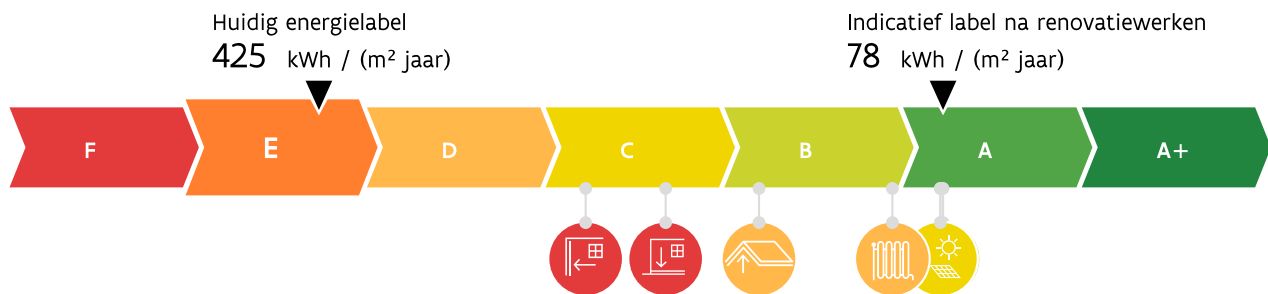 Huidig energielabel
425 kWh / (m² jaar)
Indicatief label na renovatiewerken
78 kWh / (m² jaar)
F E D C B A A+